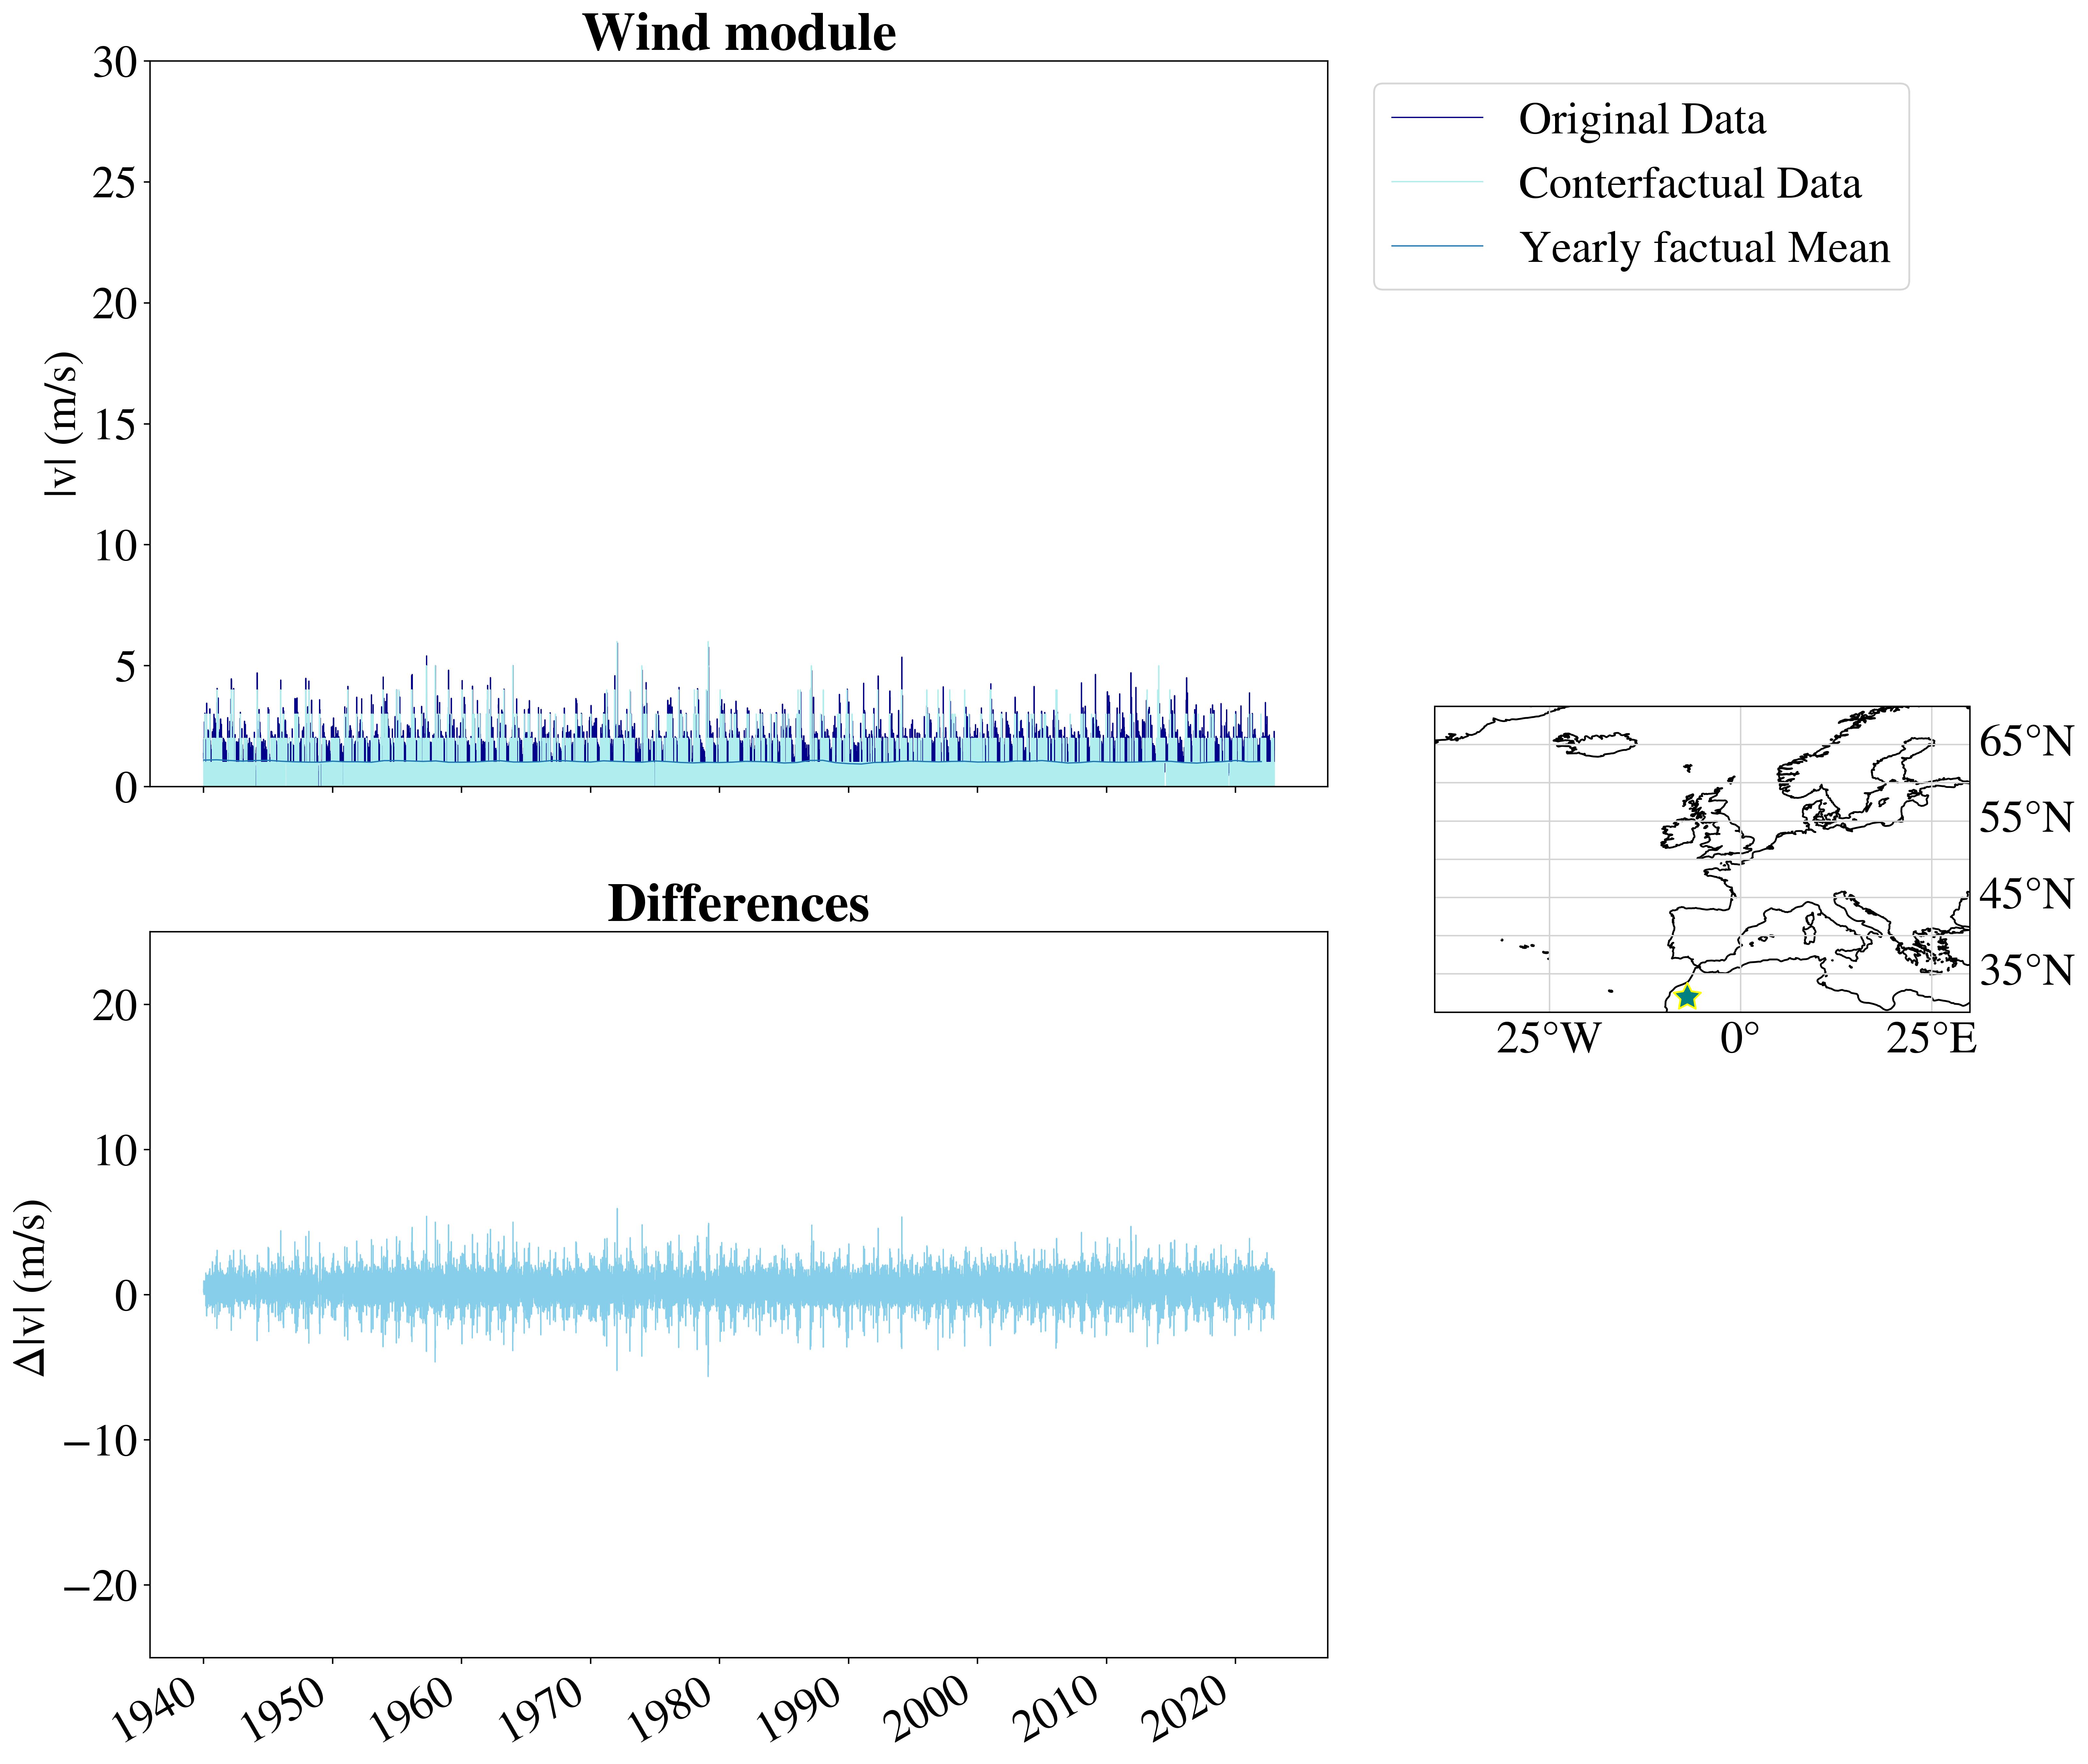 Wind module
30
25
20
15
10
5
0
|v| (m/s)
Original Data
Conterfactual Data
Yearly factual Mean
65°N
55°N
45°N
35°N
25°W
0°
25°E
Differences
20
10
0
−10
−20
Δ|v| (m/s)
1940
1950
1960
1970
1980
1990
2000
2010
2020